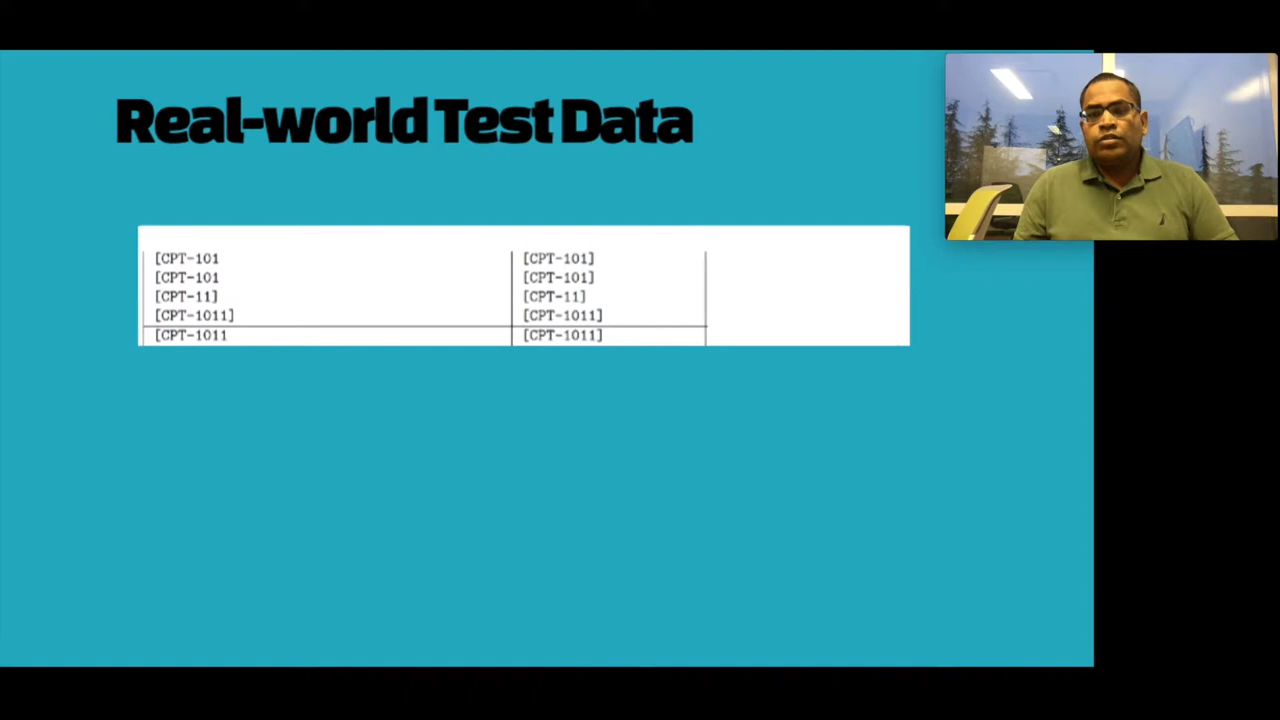 Real-world Test Data
[CPT-101 [CPT-101]
[CPT-101 [CPT-101]
[CPT-11] [CPT-11]
[CPT-1011] [CPT-1011]
[CPT-1011 [CPT-1011]